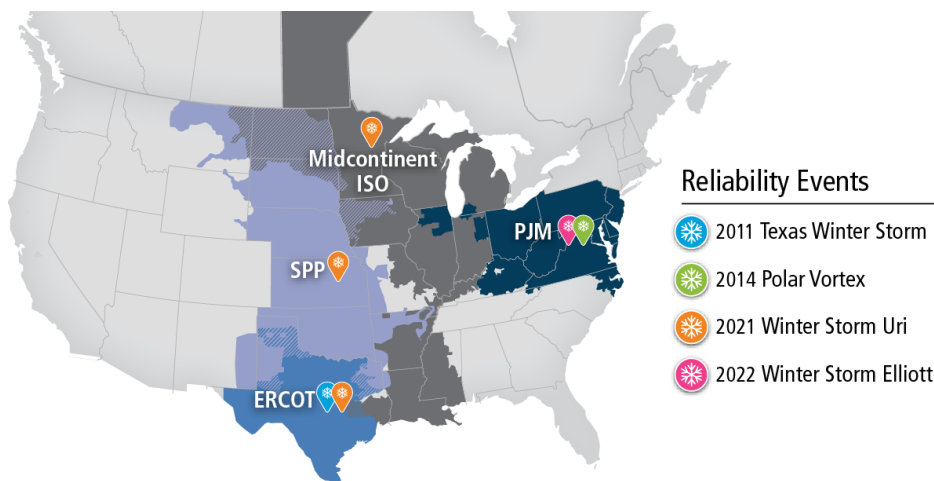 Midcontinent
ISO
PJM
SPP
ERCOT
Reliability Events
2011 Texas Winter Storm
2014 Polar Vortex
2021 Winter Storm Uri
2022 Winter Storm Elliott